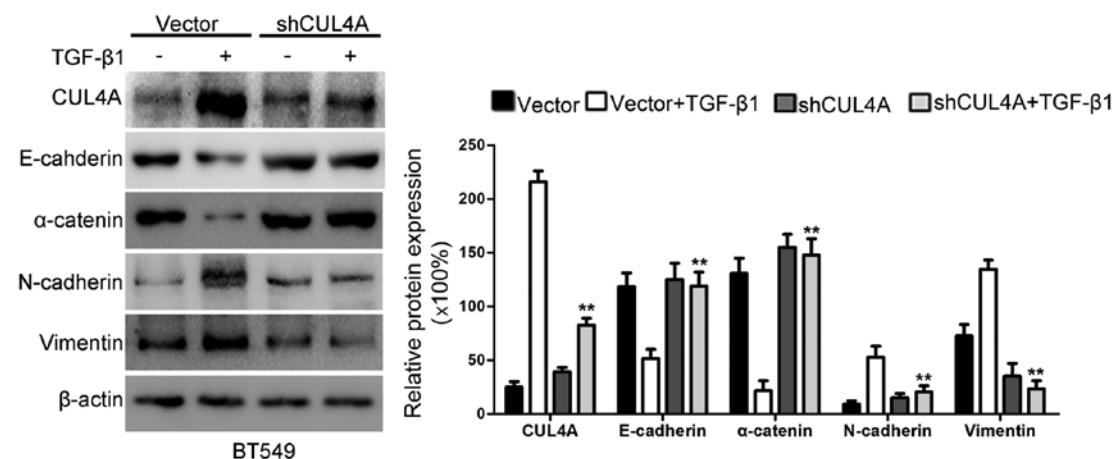 Vector shCUL4A
TGF-β1 - + - +
CUL4A
E-cahderin
α-catenin
N-cadherin
Vimentin
β-actin
BT549
Vector Vector+TGF-β1 shCUL4A shCUL4A+TGF-β1
Relative protein expression
(x100%)
250
200
150
100
50
0
** ** ** ** **
CUL4A E-cadherin α-catenin N-cadherin Vimentin